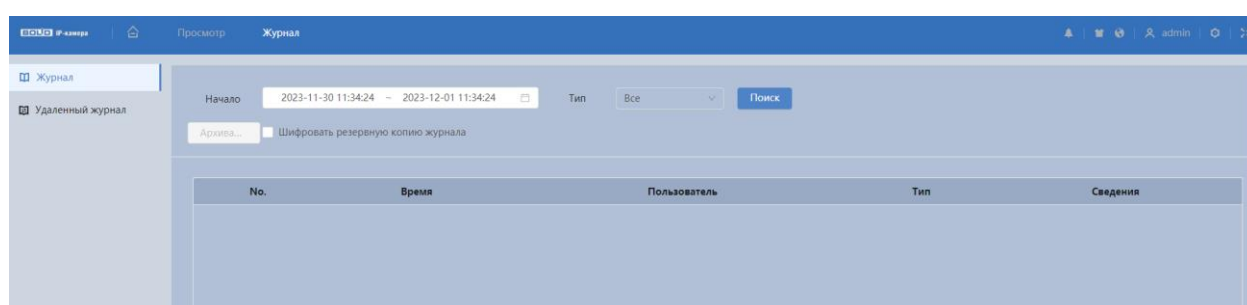 BOLID IP-камера Просмотр Журнал admin
Журнал
Удаленный журнал
Начало 2023-11-30 11:34:24 ~ 2023-12-01 11:34:24 Тип Все Поиск
Архива... Шифровать резервную копию журнала
No. Время Пользователь Тип Сведения